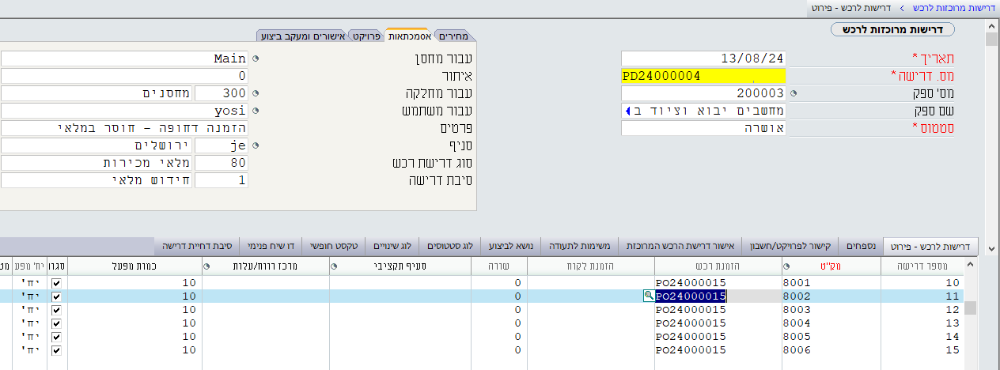 דרישות מרוכזות לרכש > דרישות לרכש - פירוט
דרישות מרוכזות לרכש
תאריך * 13/08/24
מס. דרישה * PD24000004
מס' ספק 200003
שם ספק מחשבים יבוא וציוד ב
סטטוס * אושרה
מחירים אסמכתאות פרויקט אישורים ומעקב ביצוע
עבור מחסן Main
איתור 0
עבור מחלקה 300 מחסנים
עבור משתמש yosi
פרטים הזמנה דחופה - חוסר במלאי
סניף je ירושלים
סוג דרישת רכש 80 מלאי מכירות
סיבת דרישה 1 חידוש מלאי
דרישות לרכש - פירוט נספחים קישור לפרויקט/חשבון אישור דרישת הרכש המרוכזת משימות לתעודה נושא לביצוע לוג סטטוסים לוג שינויים טקסט חופשי דו שיח פנימי סיבת דחיית דרישה
מספר דרישה מק"ט הזמנת רכש הזמנת לקוח שורה סעיף תקציבי מרכז רווח/עלות כמות מפעל סגור יח' מפע מט
10 8001 PO24000015 0 10 יח'
11 8002 PO24000015 0 10 יח'
12 8003 PO24000015 0 10 יח'
13 8004 PO24000015 0 10 יח'
14 8005 PO24000015 0 10 יח'
15 8006 PO24000015 0 10 יח'